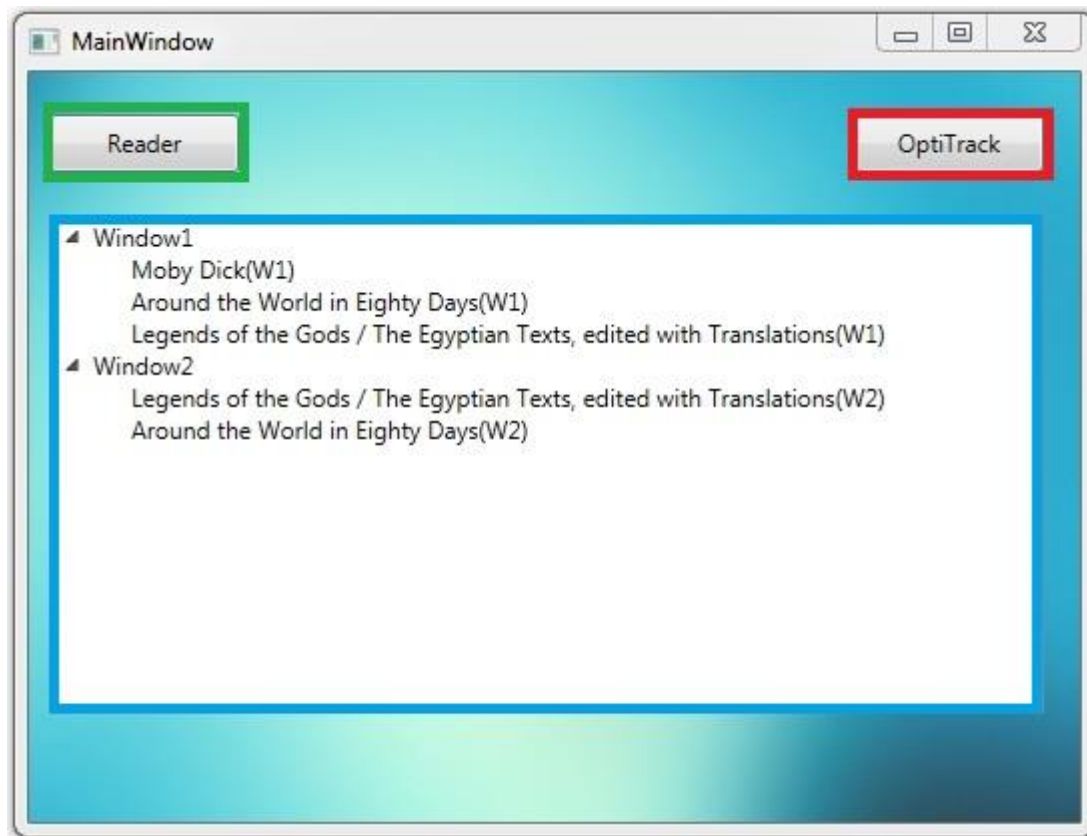 MainWindow
Reader
OptiTrack
Window1
Moby Dick(W1)
Around the World in Eighty Days(W1)
Legends of the Gods / The Egyptian Texts, edited with Translations(W1)
Window2
Legends of the Gods / The Egyptian Texts, edited with Translations(W2)
Around the World in Eighty Days(W2)